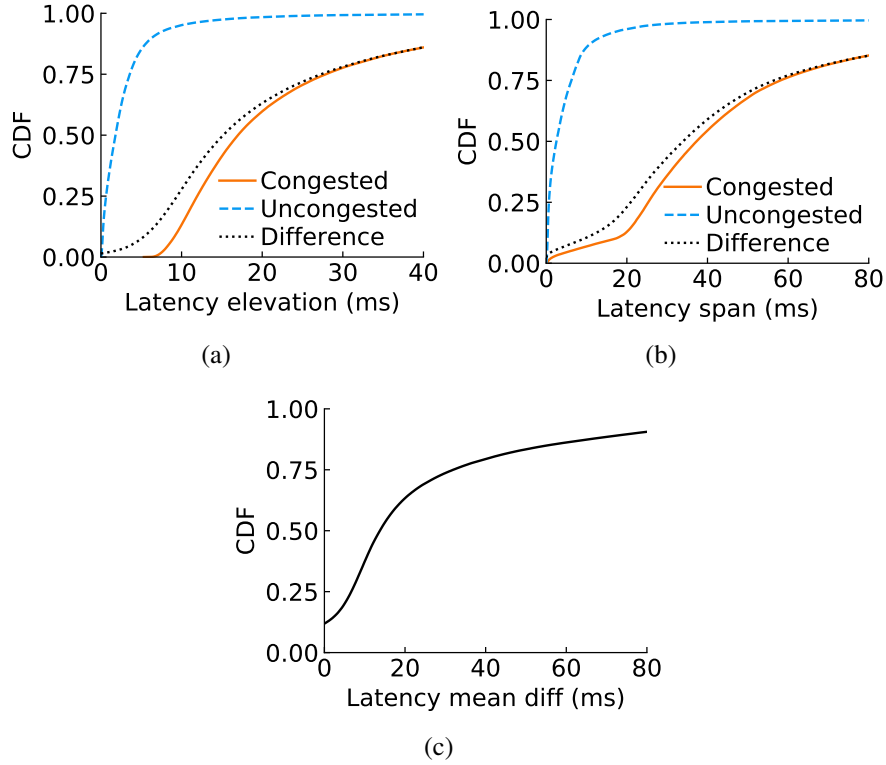 1.00
0.75
0.50
0.25
0.00
CDF
Congested
Uncongested
Difference
0 10 20 30 40
Latency elevation (ms)
(a)
1.00
0.75
0.50
0.25
0.00
CDF
Congested
Uncongested
Difference
0 20 40 60 80
Latency span (ms)
(b)
1.00
0.75
0.50
0.25
0.00
CDF
0 20 40 60 80
Latency mean diff (ms)
(c)